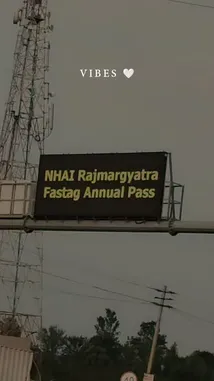 VIBES 🤍
NHAI Rajmargyatra
Fastag Annual Pass